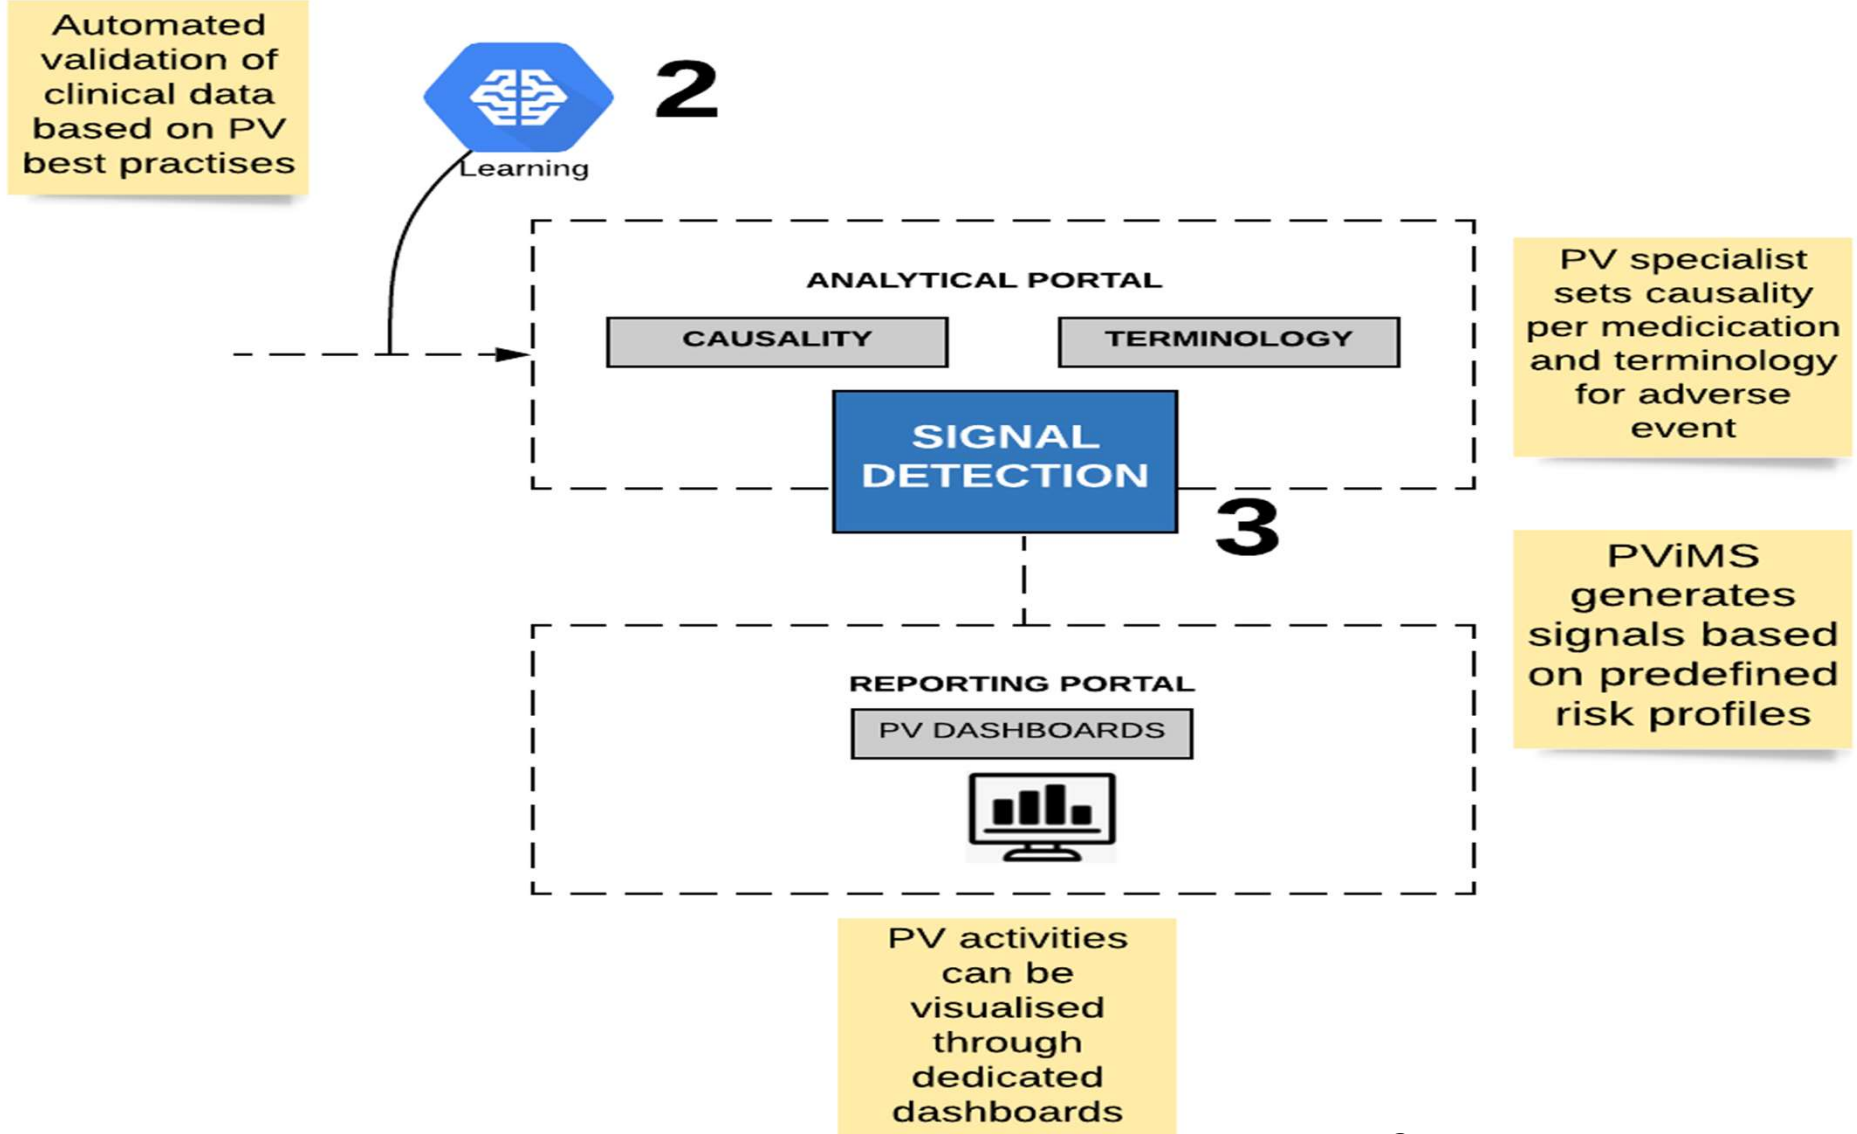 Automated
validation of
clinical data
based on PV
best practises
2
Learning
ANALYTICAL PORTAL
CAUSALITY
TERMINOLOGY
SIGNAL
DETECTION
3
PV specialist
sets causality
per medicication
and terminology
for adverse
event
PViMS
generates
signals based
on predefined
risk profiles
REPORTING PORTAL
PV DASHBOARDS
PV activities
can be
visualised
through
dedicated
dashboards